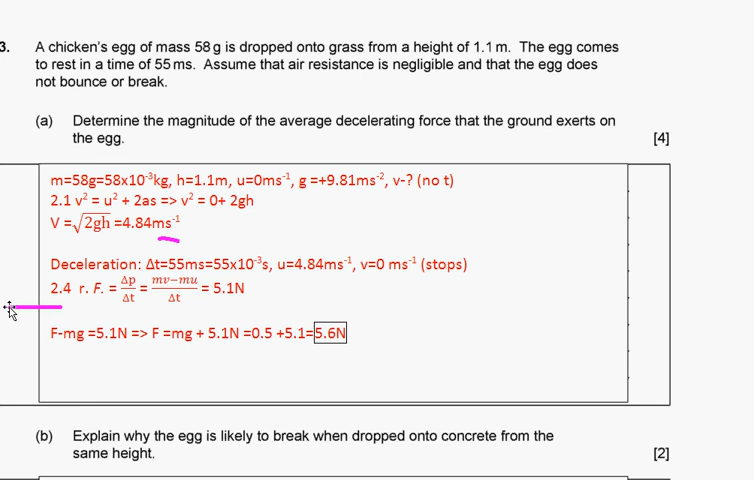 3. A chicken's egg of mass 58 g is dropped onto grass from a height of 1.1 m. The egg comes
to rest in a time of 55 ms. Assume that air resistance is negligible and that the egg does
not bounce or break.
(a) Determine the magnitude of the average decelerating force that the ground exerts on
the egg. [4]
m=58g=58x10⁻³kg, h=1.1m, u=0ms⁻¹, g =+9.81ms⁻², v-? (no t)
2.1 v² = u² + 2as => v² = 0+ 2gh
V =√2gh =4.84ms⁻¹
Deceleration: Δt=55ms=55x10⁻³s, u=4.84ms⁻¹, v=0 ms⁻¹ (stops)
2.4 r. F. = Δp/Δt = mv−mu/Δt = 5.1N
F-mg =5.1N => F =mg + 5.1N =0.5 +5.1=5.6N
(b) Explain why the egg is likely to break when dropped onto concrete from the
same height. [2]